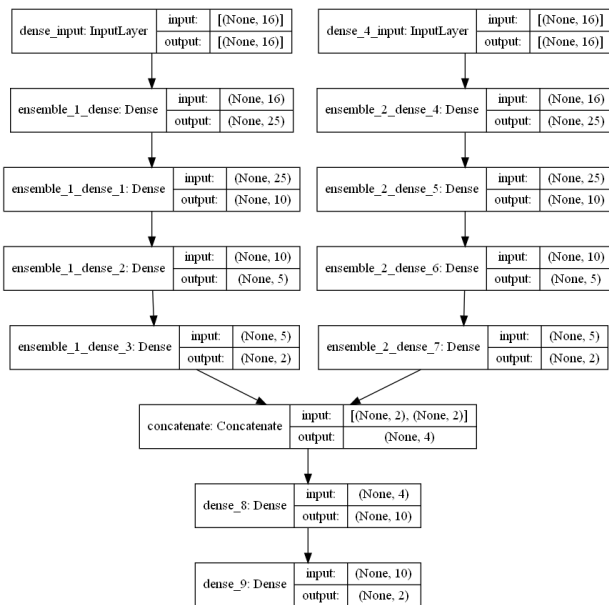 dense_input: InputLayer
input: [(None, 16)]
output: [(None, 16)]
dense_4_input: InputLayer
input: [(None, 16)]
output: [(None, 16)]
ensemble_1_dense: Dense
input: (None, 16)
output: (None, 25)
ensemble_2_dense_4: Dense
input: (None, 16)
output: (None, 25)
ensemble_1_dense_1: Dense
input: (None, 25)
output: (None, 10)
ensemble_2_dense_5: Dense
input: (None, 25)
output: (None, 10)
ensemble_1_dense_2: Dense
input: (None, 10)
output: (None, 5)
ensemble_2_dense_6: Dense
input: (None, 10)
output: (None, 5)
ensemble_1_dense_3: Dense
input: (None, 5)
output: (None, 2)
ensemble_2_dense_7: Dense
input: (None, 5)
output: (None, 2)
concatenate: Concatenate
input: [(None, 2), (None, 2)]
output: (None, 4)
dense_8: Dense
input: (None, 4)
output: (None, 10)
dense_9: Dense
input: (None, 10)
output: (None, 2)